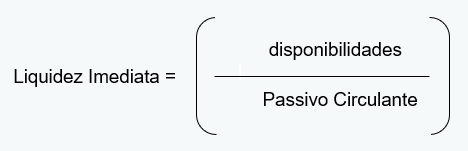 disponibilidades
Liquidez Imediata =
Passivo Circulante